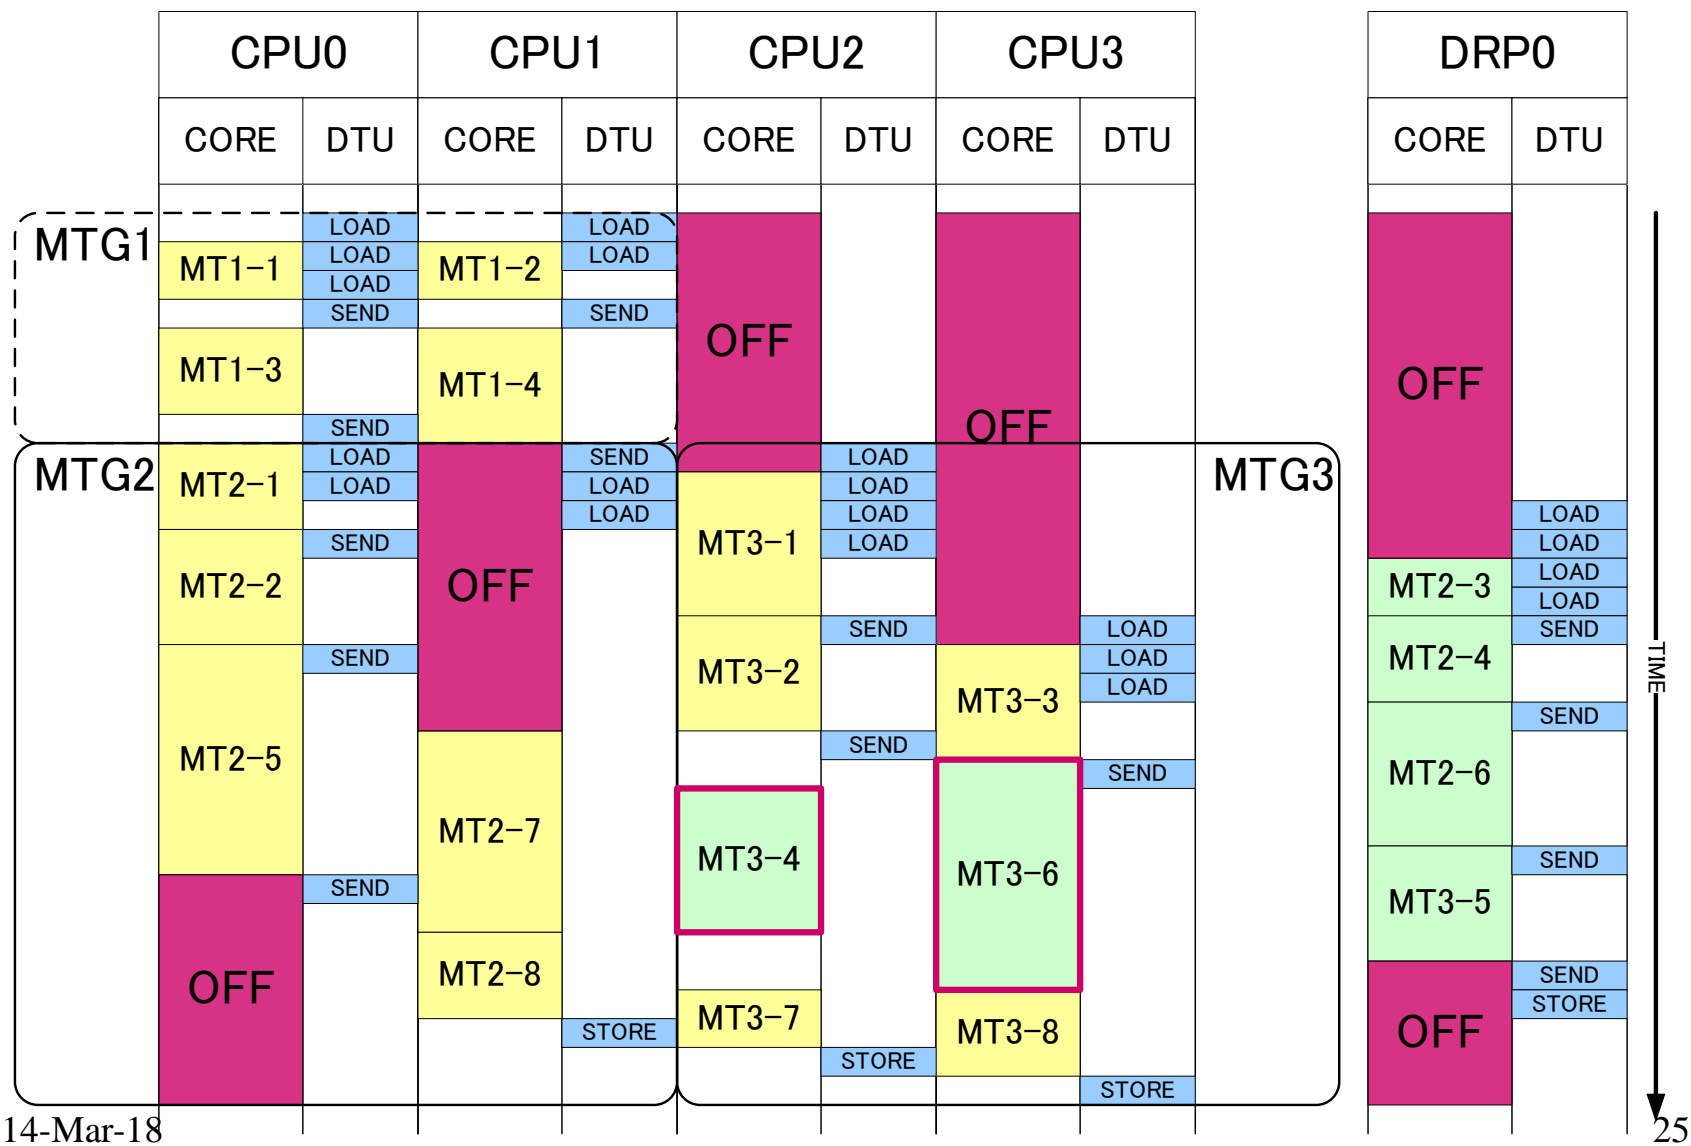 CPU0 CPU1 CPU2 CPU3 DRP0
CORE DTU CORE DTU CORE DTU CORE DTU CORE DTU
LOAD LOAD
MTG1
LOAD LOAD
MT1-1 MT1-2
LOAD
SEND SEND
OFF
MT1-3 MT1-4 OFF
SEND OFF
LOAD SEND LOAD
MTG2 MT2-1 MTG3
LOAD LOAD LOAD
LOAD LOAD LOAD
SEND MT3-1 LOAD LOAD
MT2-2 OFF MT2-3 LOAD
LOAD
SEND LOAD SEND
SEND MT3-2 LOAD MT2-4
TIME
LOAD
MT3-3
SEND
SEND
MT2-5 SEND MT2-6
MT2-7
MT3-4 SEND
MT3-6
SEND MT3-5
MT2-8 SEND
OFF
STORE
MT3-7
STORE MT3-8 OFF
STORE
STORE
14-Mar-18 25